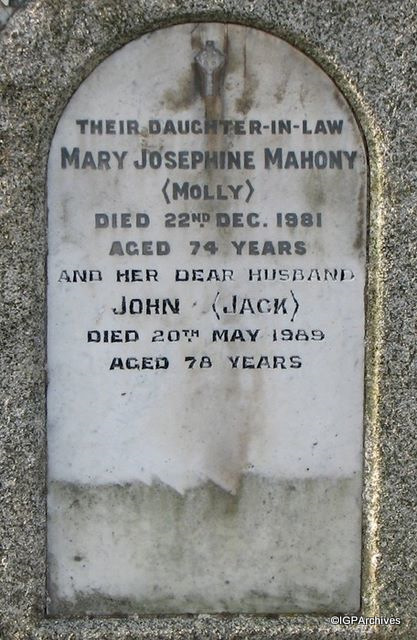 THEIR DAUGHTER-IN-LAW
MARY JOSEPHINE MAHONY
(MOLLY)
DIED 22ND DEC. 1981
AGED 74 YEARS
AND HER DEAR HUSBAND
JOHN (JACK)
DIED 20TH MAY 1989
AGED 78 YEARS
©IGPArchives